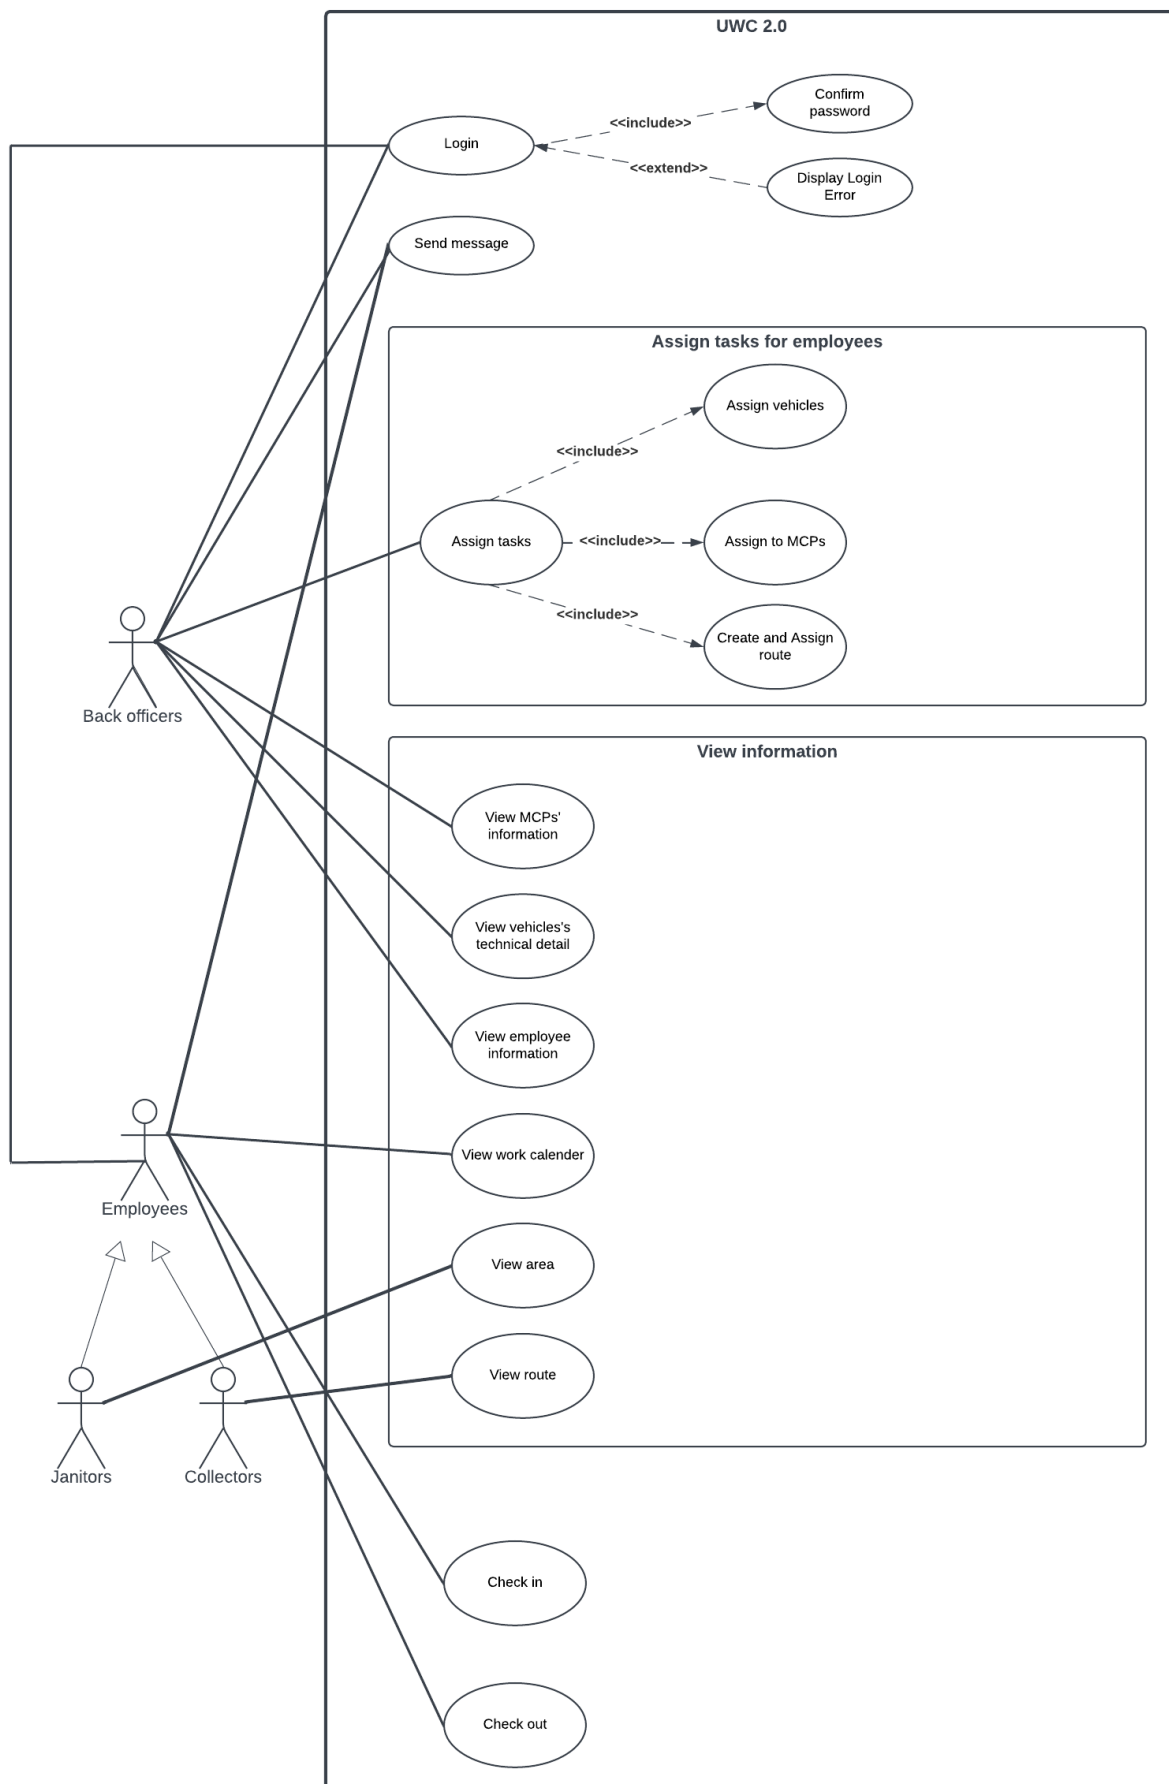 UWC 2.0
Confirm
password
<<include>>
Login
<<extend>>
Display Login
Error
Send message
Assign tasks for employees
Assign vehicles
<<include>>
Assign tasks
<<include>>
Assign to MCPs
<<include>>
Create and Assign
route
Back officers
View information
View MCPs'
information
View vehicles's
technical detail
View employee
information
View work calender
Employees
View area
View route
Janitors
Collectors
Check in
Check out